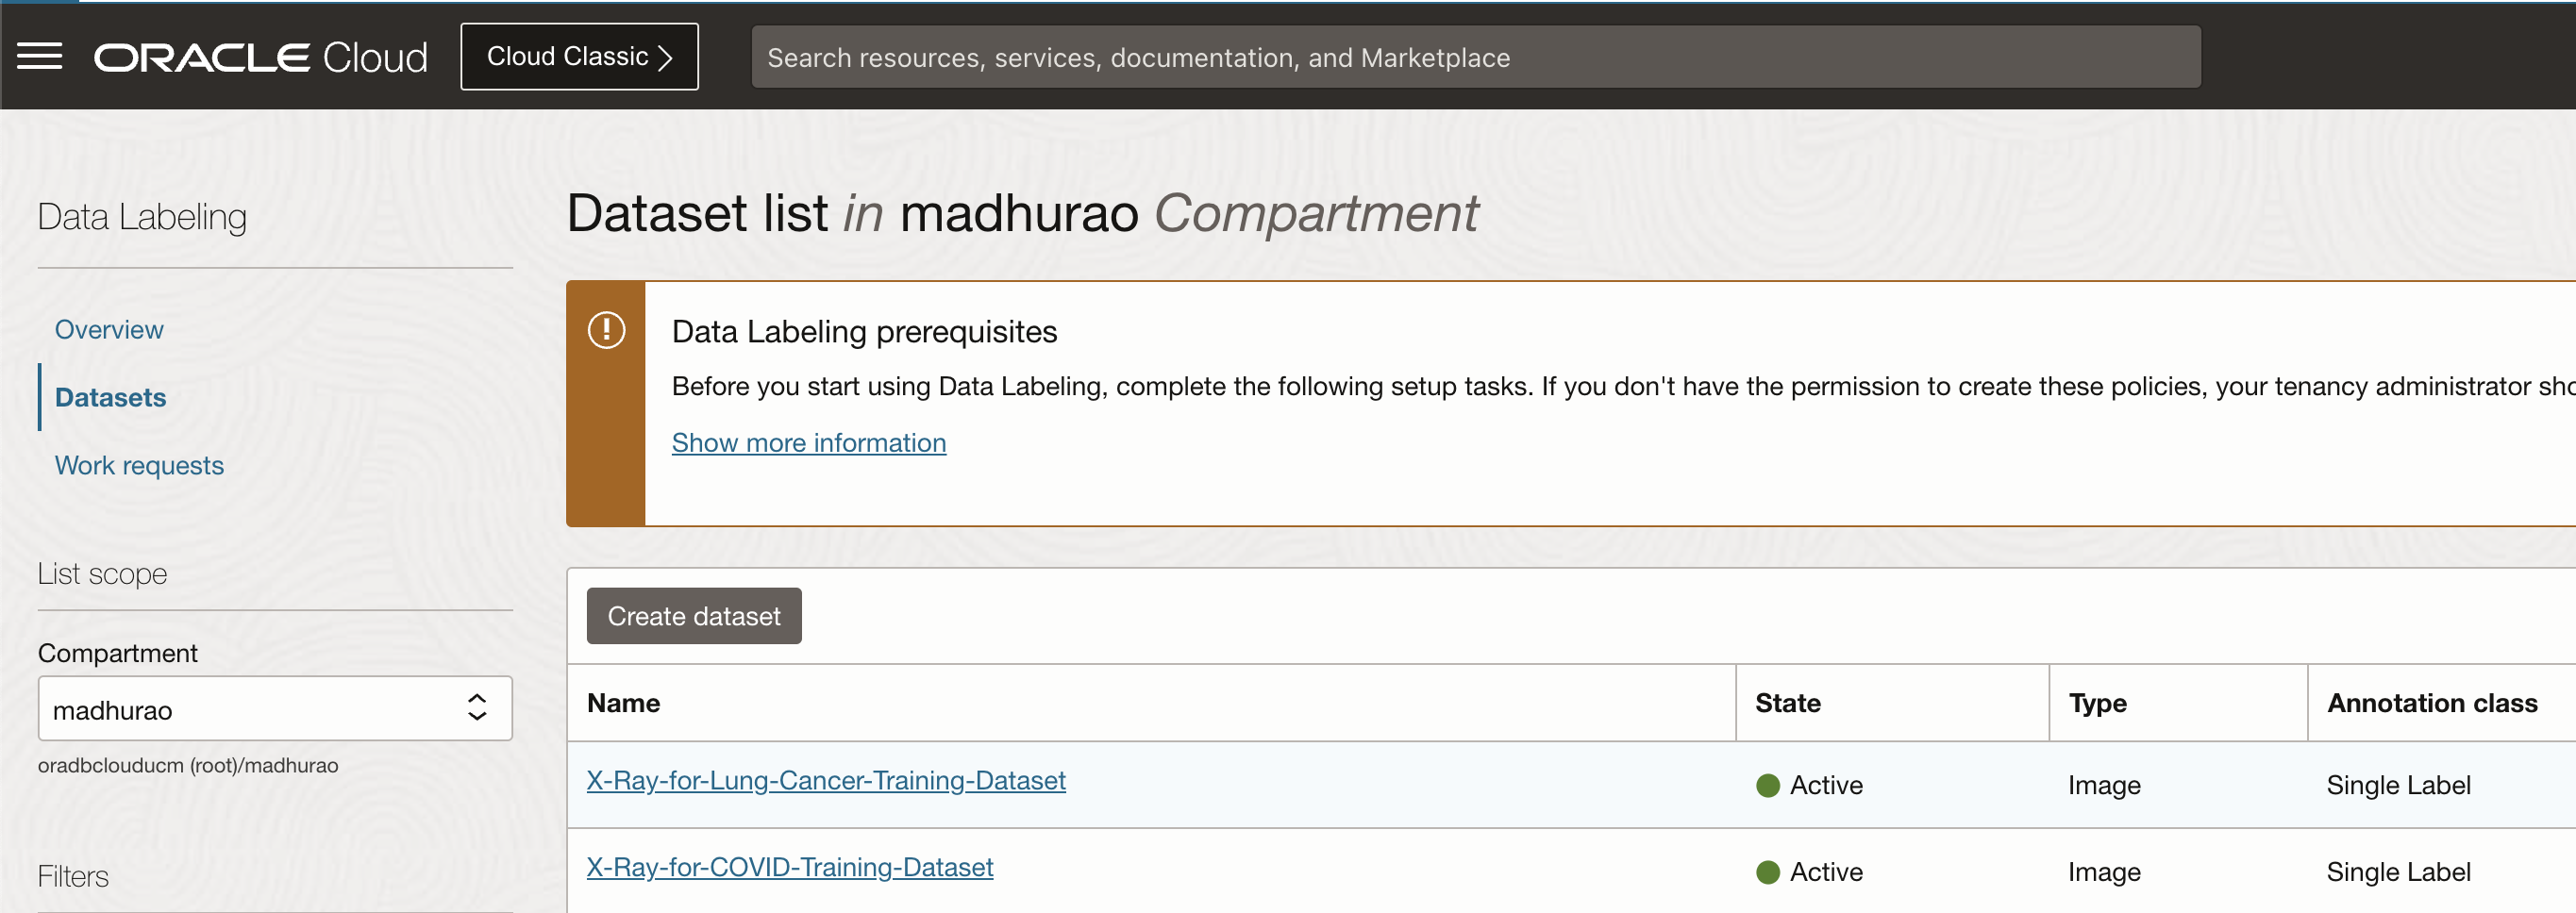 ORACLE Cloud
Cloud Classic
Search resources, services, documentation, and Marketplace
Data Labeling
Overview
Datasets
Work requests
List scope
Compartment
madhurao
oradbclouducm (root)/madhurao
Filters
Dataset list in madhurao Compartment
Data Labeling prerequisites
Before you start using Data Labeling, complete the following setup tasks. If you don't have the permission to create these policies, your tenancy administrator
Show more information
Create dataset
Name State Type Annotation class
X-Ray-for-Lung-Cancer-Training-Dataset Active Image Single Label
X-Ray-for-COVID-Training-Dataset Active Image Single Label